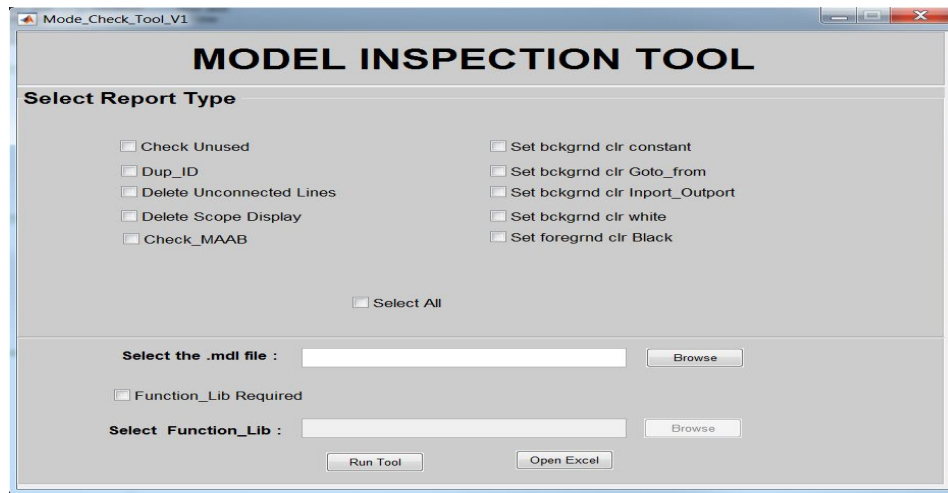 Mode_Check_Tool_V1
MODEL INSPECTION TOOL
Select Report Type
Check Unused
Set bckgrnd clr constant
Dup_ID
Set bckgrnd clr Goto_from
Delete Unconnected Lines
Set bckgrnd clr Inport_Outport
Delete Scope Display
Set bckgrnd clr white
Check_MAAB
Set foregrnd clr Black
Select All
Select the .mdl file :
Browse
Function_Lib Required
Select Function_Lib :
Browse
Run Tool
Open Excel